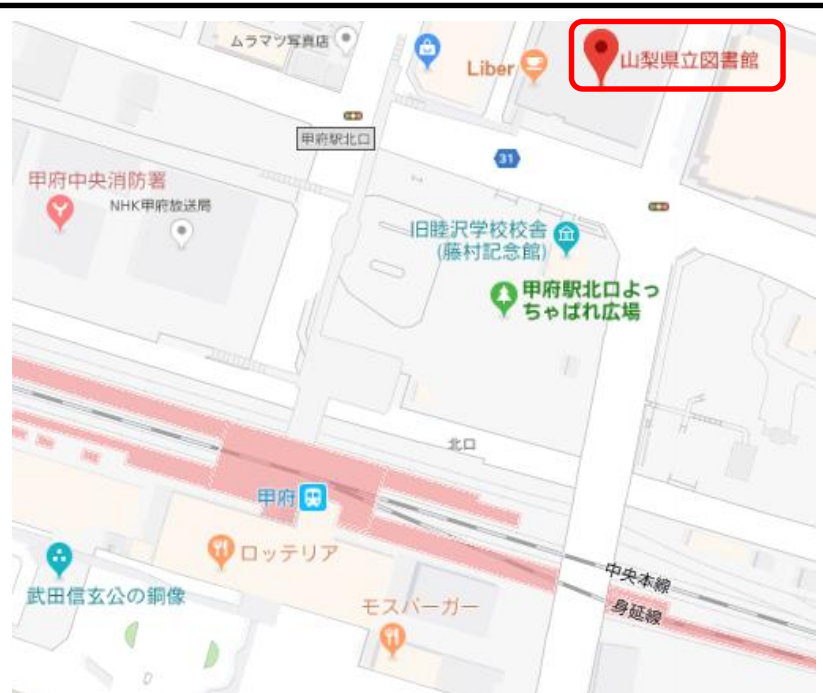 ムラマツ写真店
Liber
山梨県立図書館
甲府駅北口
31
甲府中央消防署
NHK甲府放送局
旧睦沢学校校舎
(藤村記念館)
甲府駅北口よっ
ちゃばれ広場
北口
甲府
ロッテリア
中央本線
武田信玄公の銅像
モスバーガー
身延線